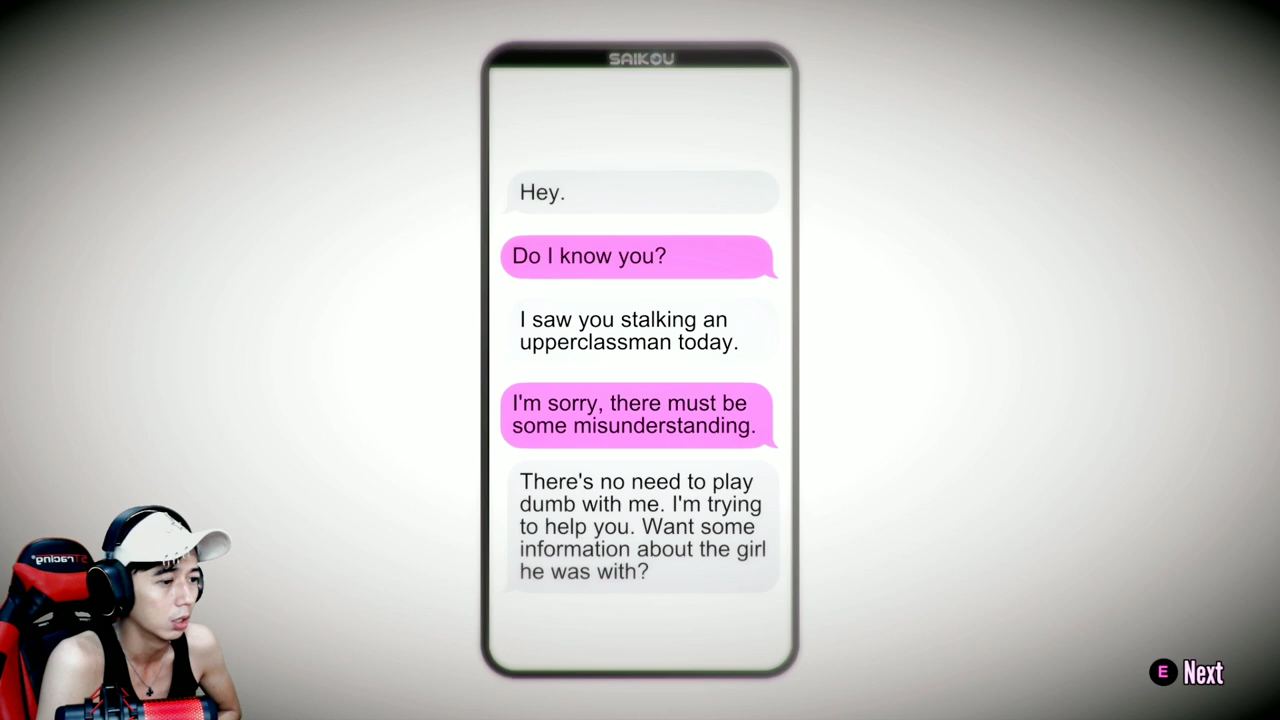 SAIKOU
Hey.
Do I know you?
I saw you stalking an
upperclassman today.
I'm sorry, there must be
some misunderstanding.
There's no need to play
dumb with me. I'm trying
to help you. Want some
information about the girl
he was with?
STracing
E Next